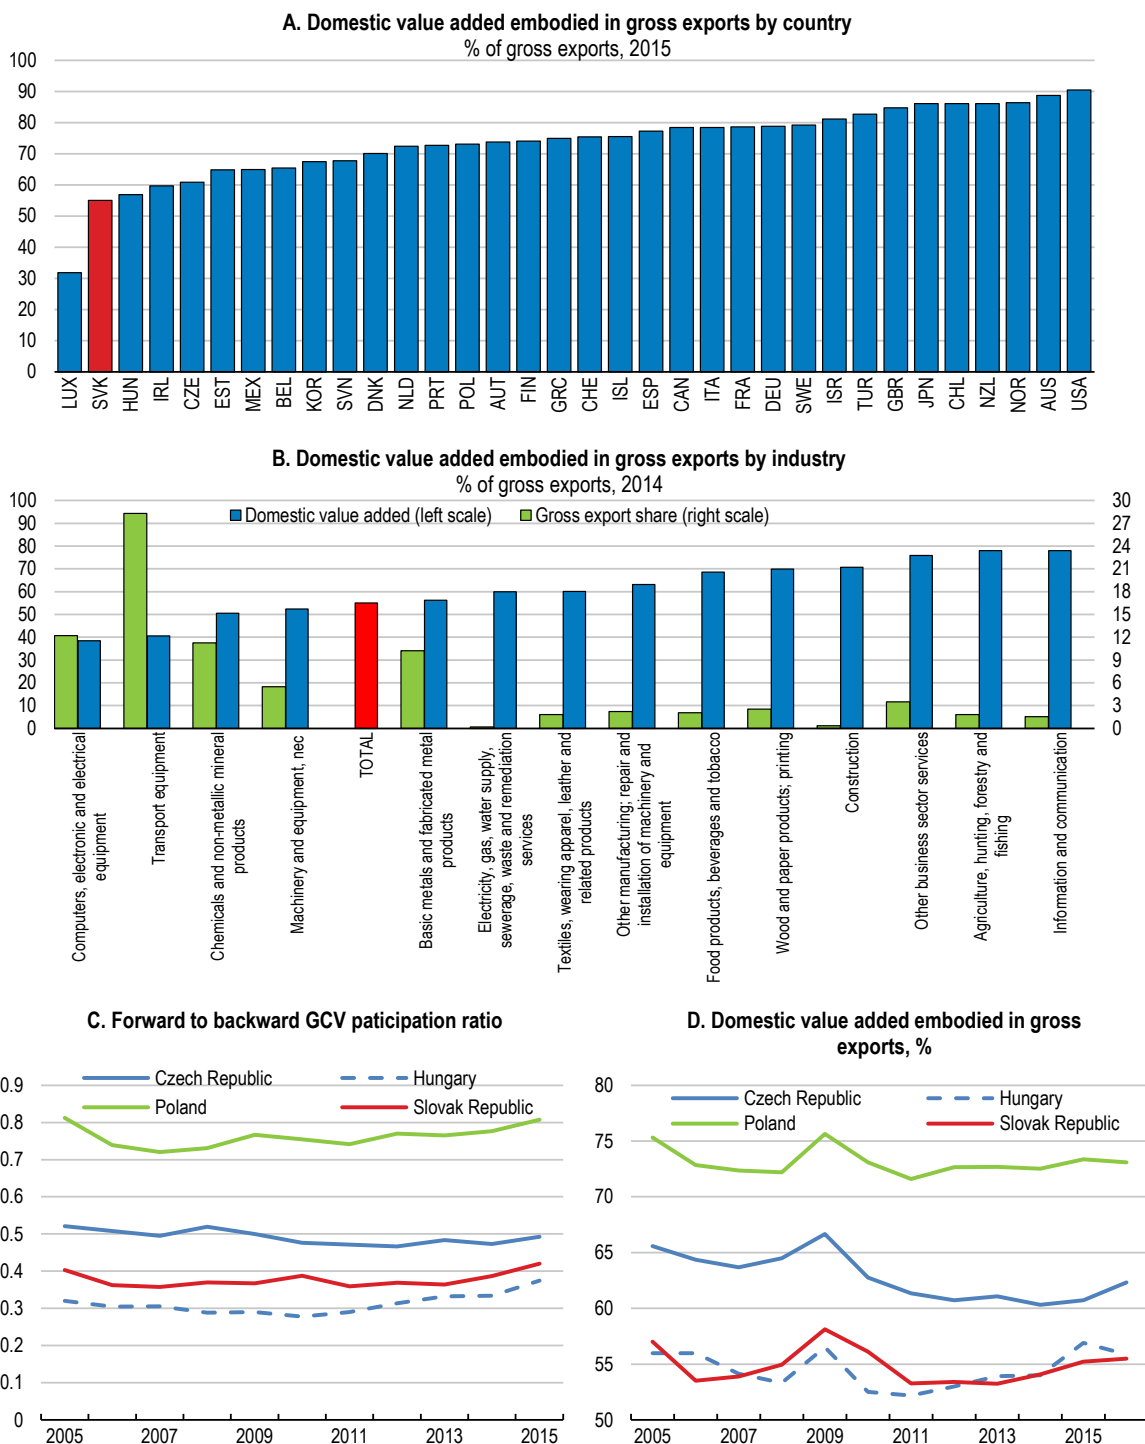 A. Domestic value added embodied in gross exports by country
% of gross exports, 2015
100
90
80
70
60
50
40
30
20
10
0
LUX
SVK
HUN
IRL
CZE
EST
MEX
BEL
KOR
SVN
DNK
NLD
PRT
POL
AUT
FIN
GRC
CHE
ISL
ESP
CAN
ITA
FRA
DEU
SWE
ISR
TUR
GBR
JPN
CHL
NZL
NOR
AUS
USA
B. Domestic value added embodied in gross exports by industry
% of gross exports, 2014
Domestic value added (left scale)
Gross export share (right scale)
100
90
80
70
60
50
40
30
20
10
0
30
27
24
21
18
15
12
9
6
3
0
Computers, electronic and electrical
equipment
Transport equipment
Chemicals and non-metallic mineral
products
Machinery and equipment, nec
TOTAL
Basic metals and fabricated metal
products
Electricity, gas, water supply,
sewerage, waste and remediation
services
Textiles, wearing apparel, leather and
related products
Other manufacturing; repair and
installation of machinery and
equipment
Food products, beverages and tobacco
Wood and paper products; printing
Construction
Other business sector services
Agriculture, hunting, forestry and
fishing
Information and communication
C. Forward to backward GCV paticipation ratio
Czech Republic
Hungary
Poland
Slovak Republic
0.9
0.8
0.7
0.6
0.5
0.4
0.3
0.2
0.1
0
2005
2007
2009
2011
2013
2015
D. Domestic value added embodied in gross
exports, %
Czech Republic
Hungary
Poland
Slovak Republic
80
75
70
65
60
55
50
2005
2007
2009
2011
2013
2015